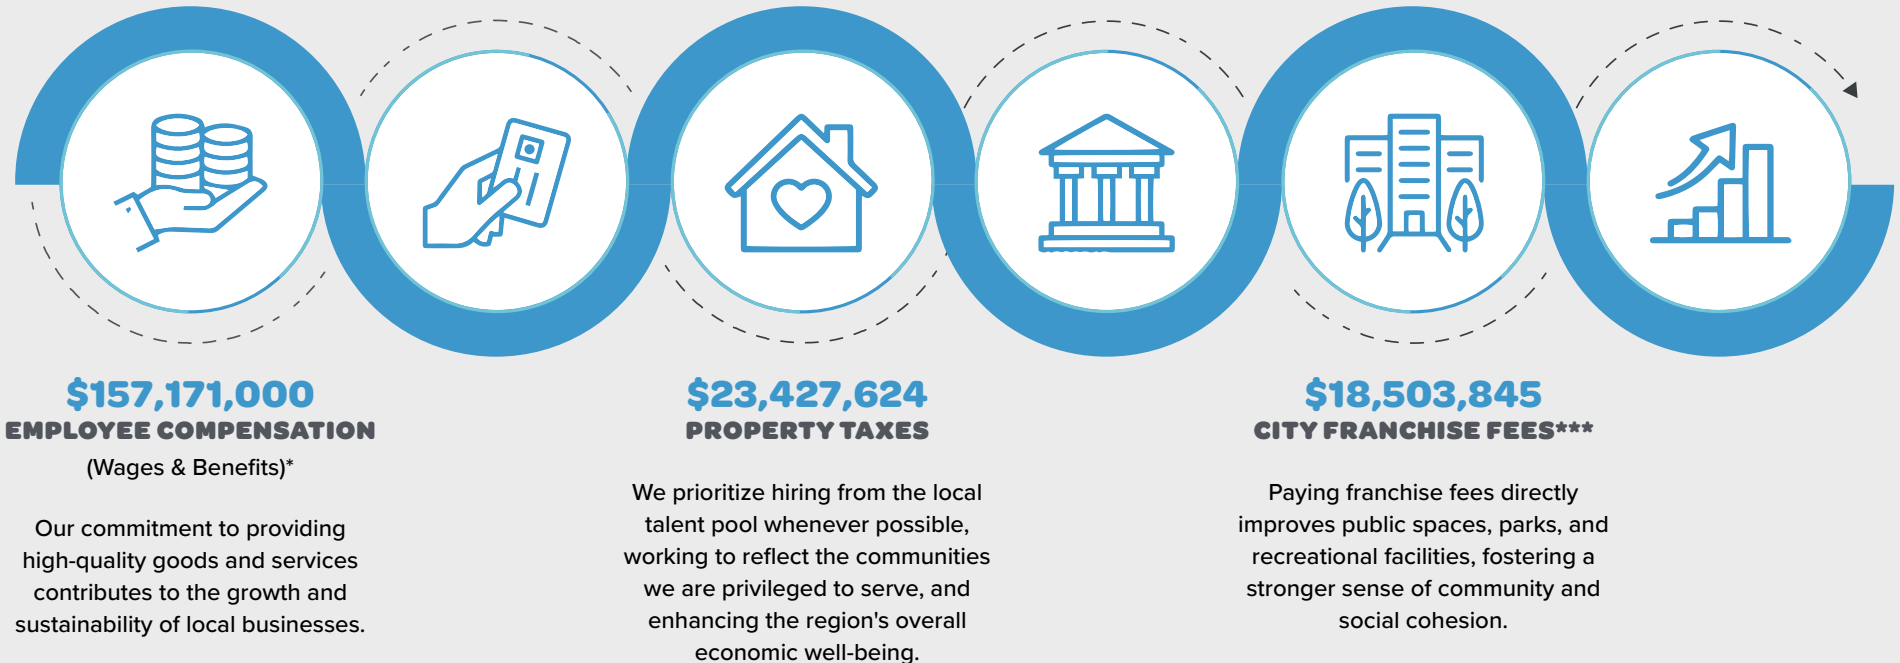 $157,171,000
EMPLOYEE COMPENSATION
(Wages & Benefits)*
Our commitment to providing
high-quality goods and services
contributes to the growth and
sustainability of local businesses.
$23,427,624
PROPERTY TAXES
We prioritize hiring from the local
talent pool whenever possible,
working to reflect the communities
we are privileged to serve, and
enhancing the region's overall
economic well-being.
$18,503,845
CITY FRANCHISE FEES***
Paying franchise fees directly
improves public spaces, parks, and
recreational facilities, fostering a
stronger sense of community and
social cohesion.